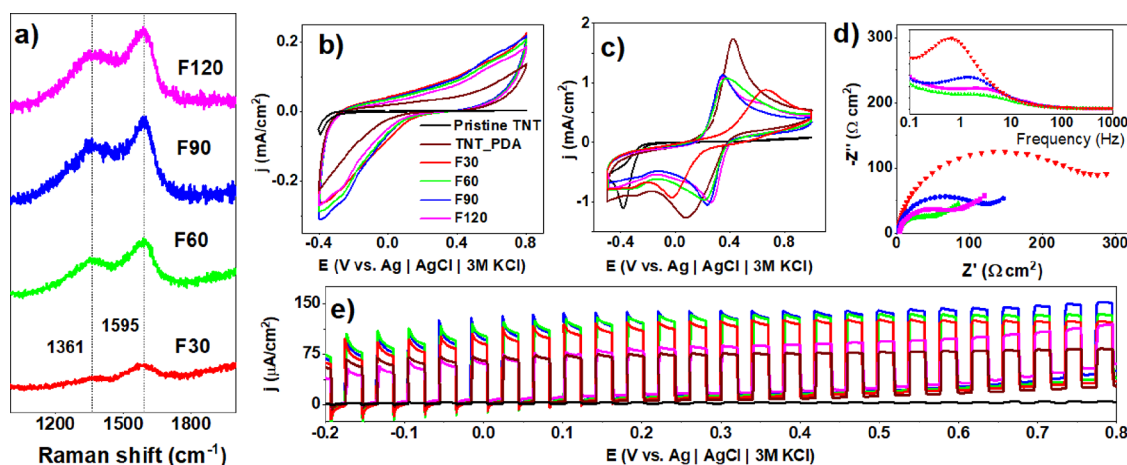 a)
F120
F90
F60
1595
1361
F30
1200 1500 1800
Raman shift (cm-1)
b)
j (mA/cm2)
0.2
0.0
-0.2
Pristine TNT
TNT_PDA
F30
F60
F90
F120
-0.4 0.0 0.4 0.8
E (V vs. Ag | AgCl | 3M KCl)
c)
j (mA/cm2)
2
1
0
-1
0.0 0.4 0.8
E (V vs. Ag | AgCl | 3M KCl)
d)
-Z'' (Ω cm2)
300
250
200
150
100
50
0
0.1 1 10 100 1000
Frequency (Hz)
0 100 200 300
Z' (Ω cm2)
e)
j (µA/cm2)
150
75
0
-0.2 -0.1 0.0 0.1 0.2 0.3 0.4 0.5 0.6 0.7 0.8
E (V vs. Ag | AgCl | 3M KCl)